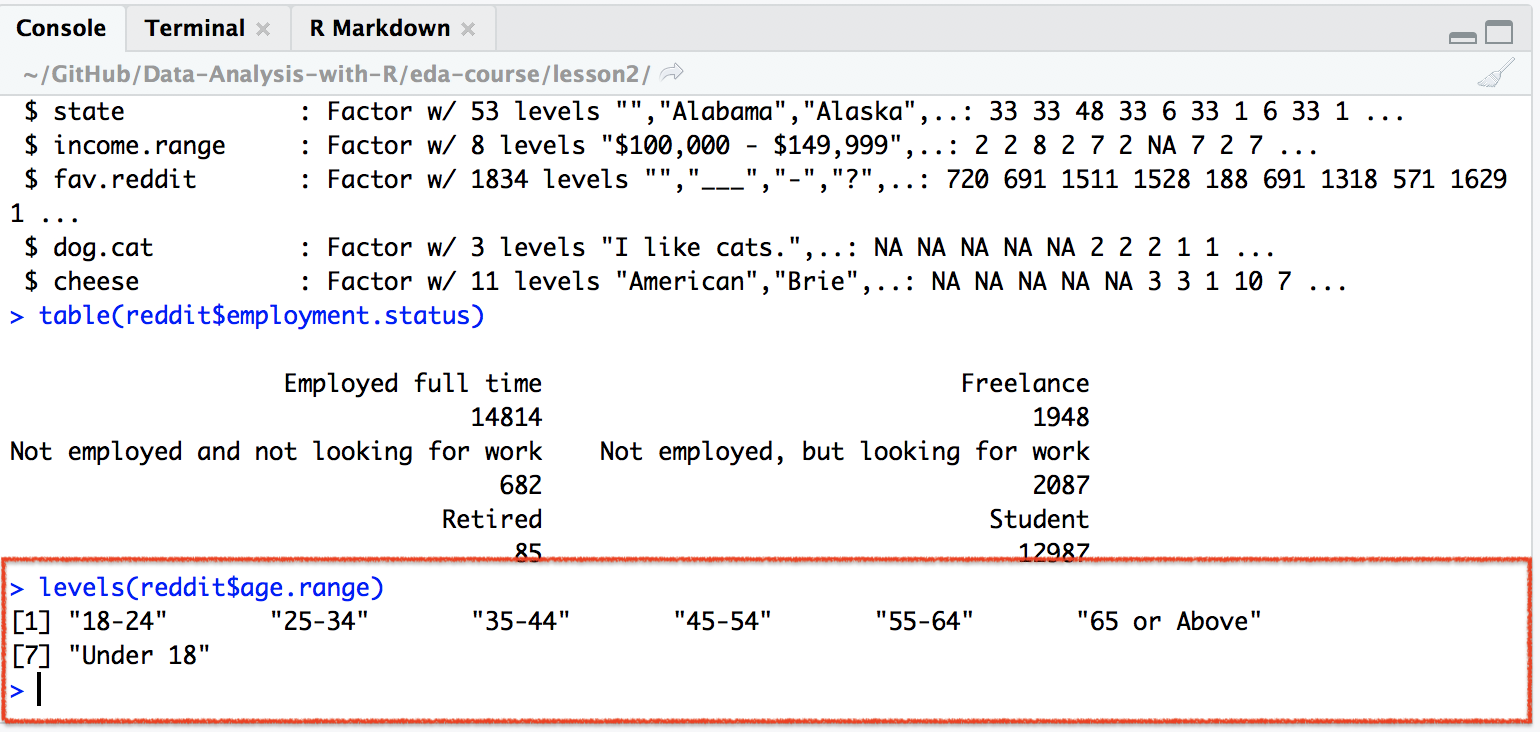 Console Terminal R Markdown
~/GitHub/Data-Analysis-with-R/eda-course/lesson2/
$ state : Factor w/ 53 levels "","Alabama","Alaska",..: 33 33 48 33 6 33 1 6 33 1 ...
$ income.range : Factor w/ 8 levels "$100,000 - $149,999",..: 2 2 8 2 7 2 NA 7 2 7 ...
$ fav.reddit : Factor w/ 1834 levels "","___","-","?",..: 720 691 1511 1528 188 691 1318 571 1629
1 ...
$ dog.cat : Factor w/ 3 levels "I like cats.",..: NA NA NA NA NA 2 2 2 1 1 ...
$ cheese : Factor w/ 11 levels "American","Brie",..: NA NA NA NA NA 3 3 1 10 7 ...
> table(reddit$employment.status)
Employed full time Freelance
14814 1948
Not employed and not looking for work Not employed, but looking for work
682 2087
Retired Student
85 12987
> levels(reddit$age.range)
[1] "18-24" "25-34" "35-44" "45-54" "55-64" "65 or Above"
[7] "Under 18"
>